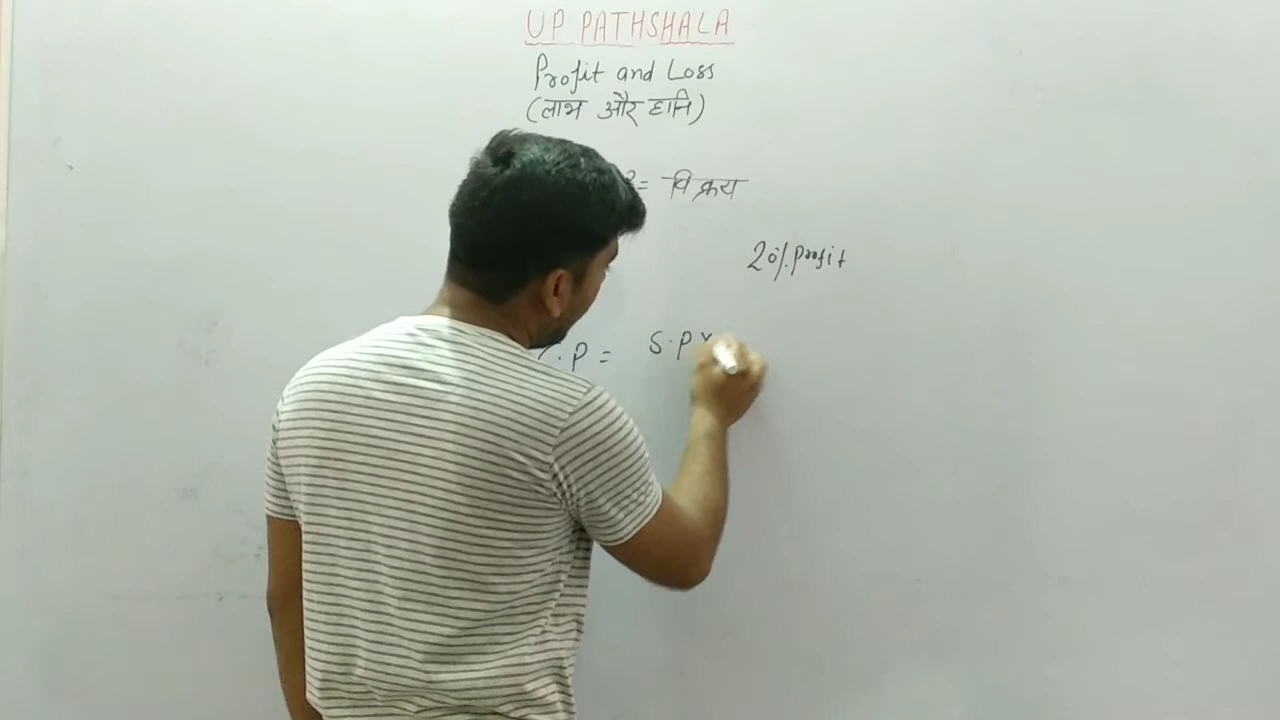 UP PATHSHALA
Profit and Loss
(लाभ और हानि)
= विक्रय
20% Profit
C.P = S.P ×